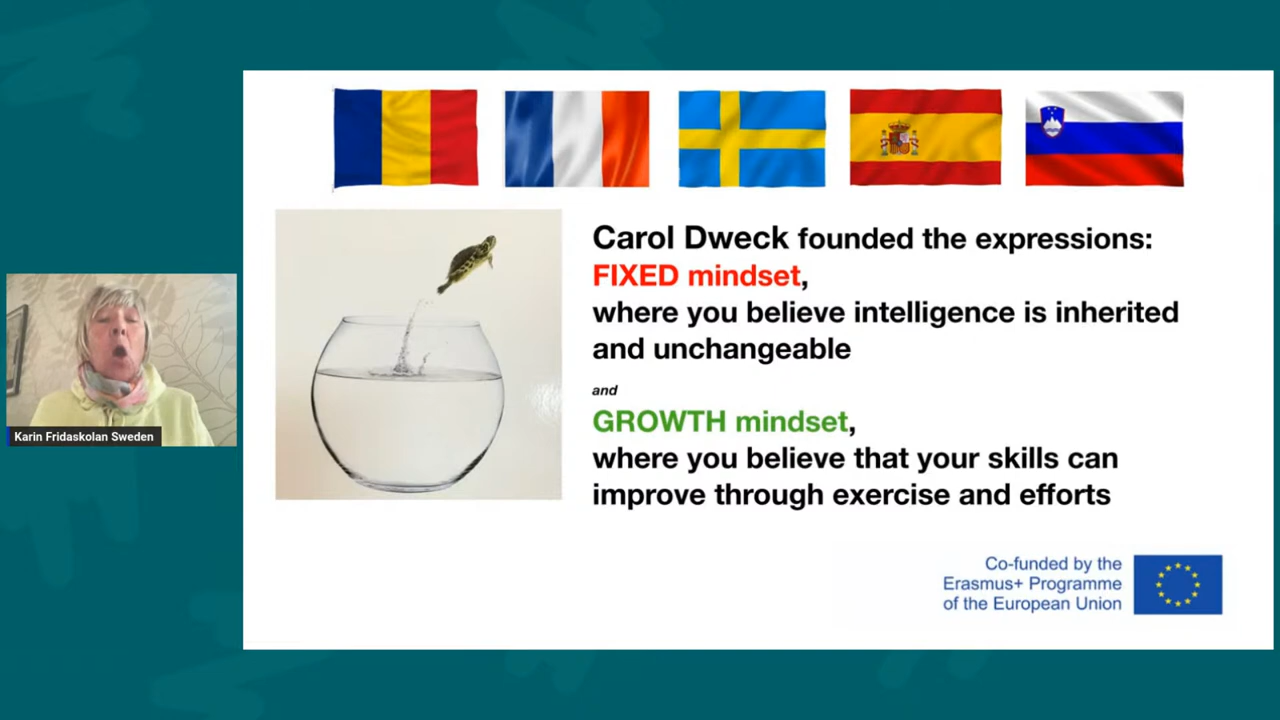 Carol Dweck founded the expressions:
FIXED mindset,
where you believe intelligence is inherited
and unchangeable
and
GROWTH mindset,
where you believe that your skills can
improve through exercise and efforts
Karin Fridaskolan Sweden
Co-funded by the
Erasmus+ Programme
of the European Union